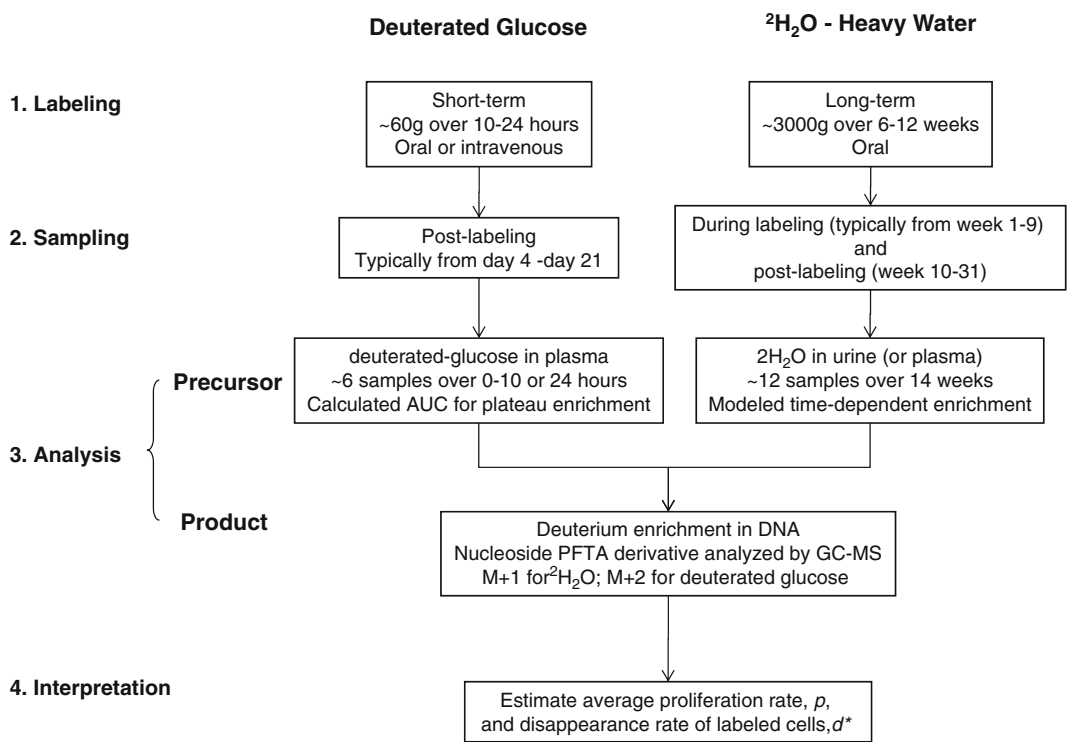 Deuterated Glucose
²H₂O - Heavy Water
1. Labeling
Short-term
~60g over 10-24 hours
Oral or intravenous
Long-term
~3000g over 6-12 weeks
Oral
2. Sampling
Post-labeling
Typically from day 4 -day 21
During labeling (typically from week 1-9)
and
post-labeling (week 10-31)
3. Analysis
Precursor
deuterated-glucose in plasma
~6 samples over 0-10 or 24 hours
Calculated AUC for plateau enrichment
2H₂O in urine (or plasma)
~12 samples over 14 weeks
Modeled time-dependent enrichment
Product
Deuterium enrichment in DNA
Nucleoside PFTA derivative analyzed by GC-MS
M+1 for²H₂O; M+2 for deuterated glucose
4. Interpretation
Estimate average proliferation rate, p,
and disappearance rate of labeled cells,d*